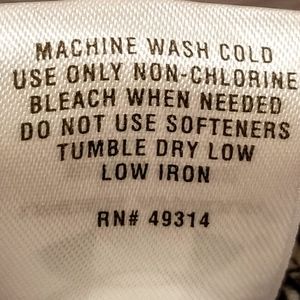 MACHINE WASH COLD
USE ONLY NON-CHLORINE
BLEACH WHEN NEEDED
DO NOT USE SOFTENERS
TUMBLE DRY LOW
LOW IRON
RN# 49314